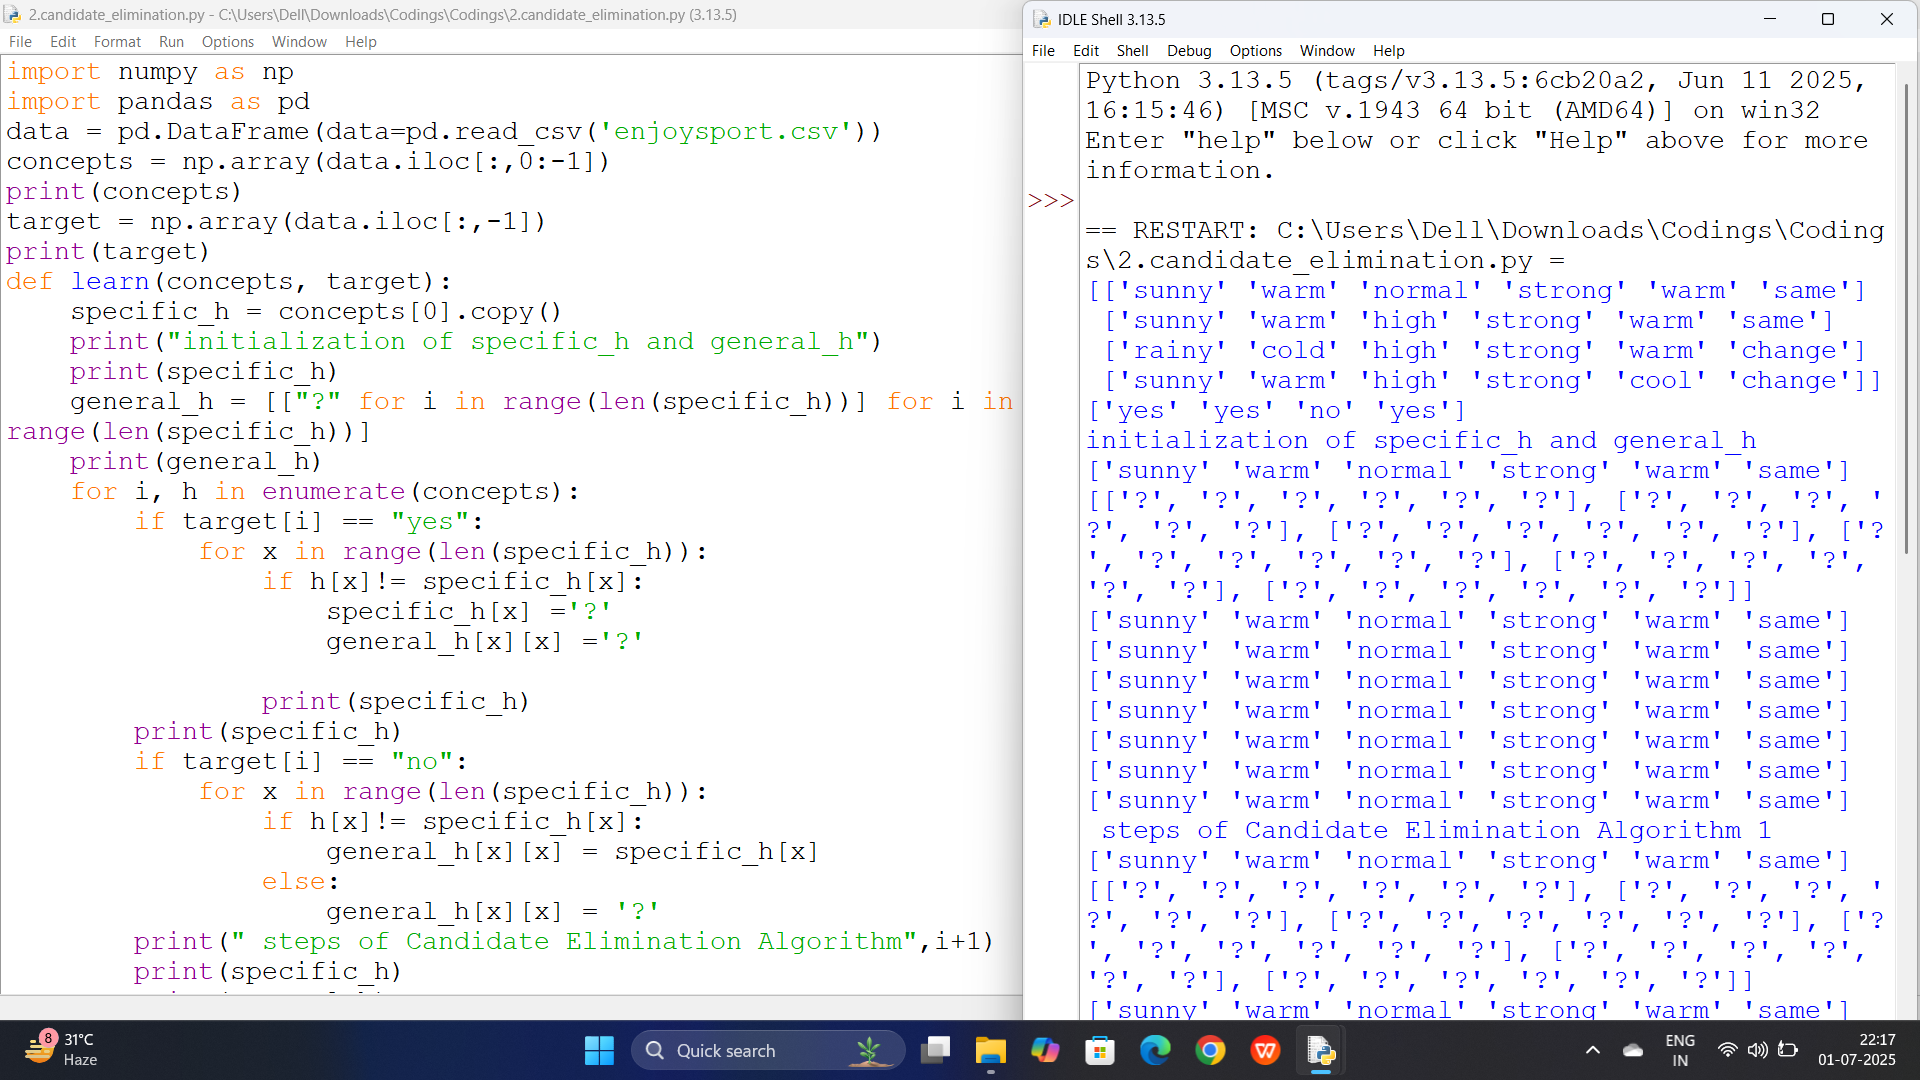 2.candidate_elimination.py - C:\Users\Dell\Downloads\Codings\Codings\2.candidate_elimination.py (3.13.5)
File Edit Format Run Options Window Help
import numpy as np
import pandas as pd
data = pd.DataFrame(data=pd.read_csv('enjoysport.csv'))
concepts = np.array(data.iloc[:,0:-1])
print(concepts)
target = np.array(data.iloc[:,-1])
print(target)
def learn(concepts, target):
    specific_h = concepts[0].copy()
    print("initialization of specific_h and general_h")
    print(specific_h)
    general_h = [["?" for i in range(len(specific_h))] for i in
range(len(specific_h))]
    print(general_h)
    for i, h in enumerate(concepts):
        if target[i] == "yes":
            for x in range(len(specific_h)):
                if h[x]!= specific_h[x]:
                    specific_h[x] ='?'
                    general_h[x][x] ='?'
                print(specific_h)
        print(specific_h)
        if target[i] == "no":
            for x in range(len(specific_h)):
                if h[x]!= specific_h[x]:
                    general_h[x][x] = specific_h[x]
                else:
                    general_h[x][x] = '?'
        print(" steps of Candidate Elimination Algorithm",i+1)
        print(specific_h)
IDLE Shell 3.13.5
File Edit Shell Debug Options Window Help
Python 3.13.5 (tags/v3.13.5:6cb20a2, Jun 11 2025,
16:15:46) [MSC v.1943 64 bit (AMD64)] on win32
Enter "help" below or click "Help" above for more
information.
>>>
== RESTART: C:\Users\Dell\Downloads\Codings\Coding
s\2.candidate_elimination.py =
[['sunny' 'warm' 'normal' 'strong' 'warm' 'same']
 ['sunny' 'warm' 'high' 'strong' 'warm' 'same']
 ['rainy' 'cold' 'high' 'strong' 'warm' 'change']
 ['sunny' 'warm' 'high' 'strong' 'cool' 'change']]
['yes' 'yes' 'no' 'yes']
initialization of specific_h and general_h
['sunny' 'warm' 'normal' 'strong' 'warm' 'same']
[['?', '?', '?', '?', '?', '?'], ['?', '?', '?', '
?', '?', '?'], ['?', '?', '?', '?', '?', '?'], ['?
', '?', '?', '?', '?', '?'], ['?', '?', '?', '?',
'?', '?'], ['?', '?', '?', '?', '?', '?']]
['sunny' 'warm' 'normal' 'strong' 'warm' 'same']
['sunny' 'warm' 'normal' 'strong' 'warm' 'same']
['sunny' 'warm' 'normal' 'strong' 'warm' 'same']
['sunny' 'warm' 'normal' 'strong' 'warm' 'same']
['sunny' 'warm' 'normal' 'strong' 'warm' 'same']
['sunny' 'warm' 'normal' 'strong' 'warm' 'same']
['sunny' 'warm' 'normal' 'strong' 'warm' 'same']
 steps of Candidate Elimination Algorithm 1
['sunny' 'warm' 'normal' 'strong' 'warm' 'same']
[['?', '?', '?', '?', '?', '?'], ['?', '?', '?', '
?', '?', '?'], ['?', '?', '?', '?', '?', '?'], ['?
', '?', '?', '?', '?', '?'], ['?', '?', '?', '?',
'?', '?'], ['?', '?', '?', '?', '?', '?']]
['sunny' 'warm' 'normal' 'strong' 'warm' 'same']
8
31°C
Haze
Quick search
ENG
IN
22:17
01-07-2025